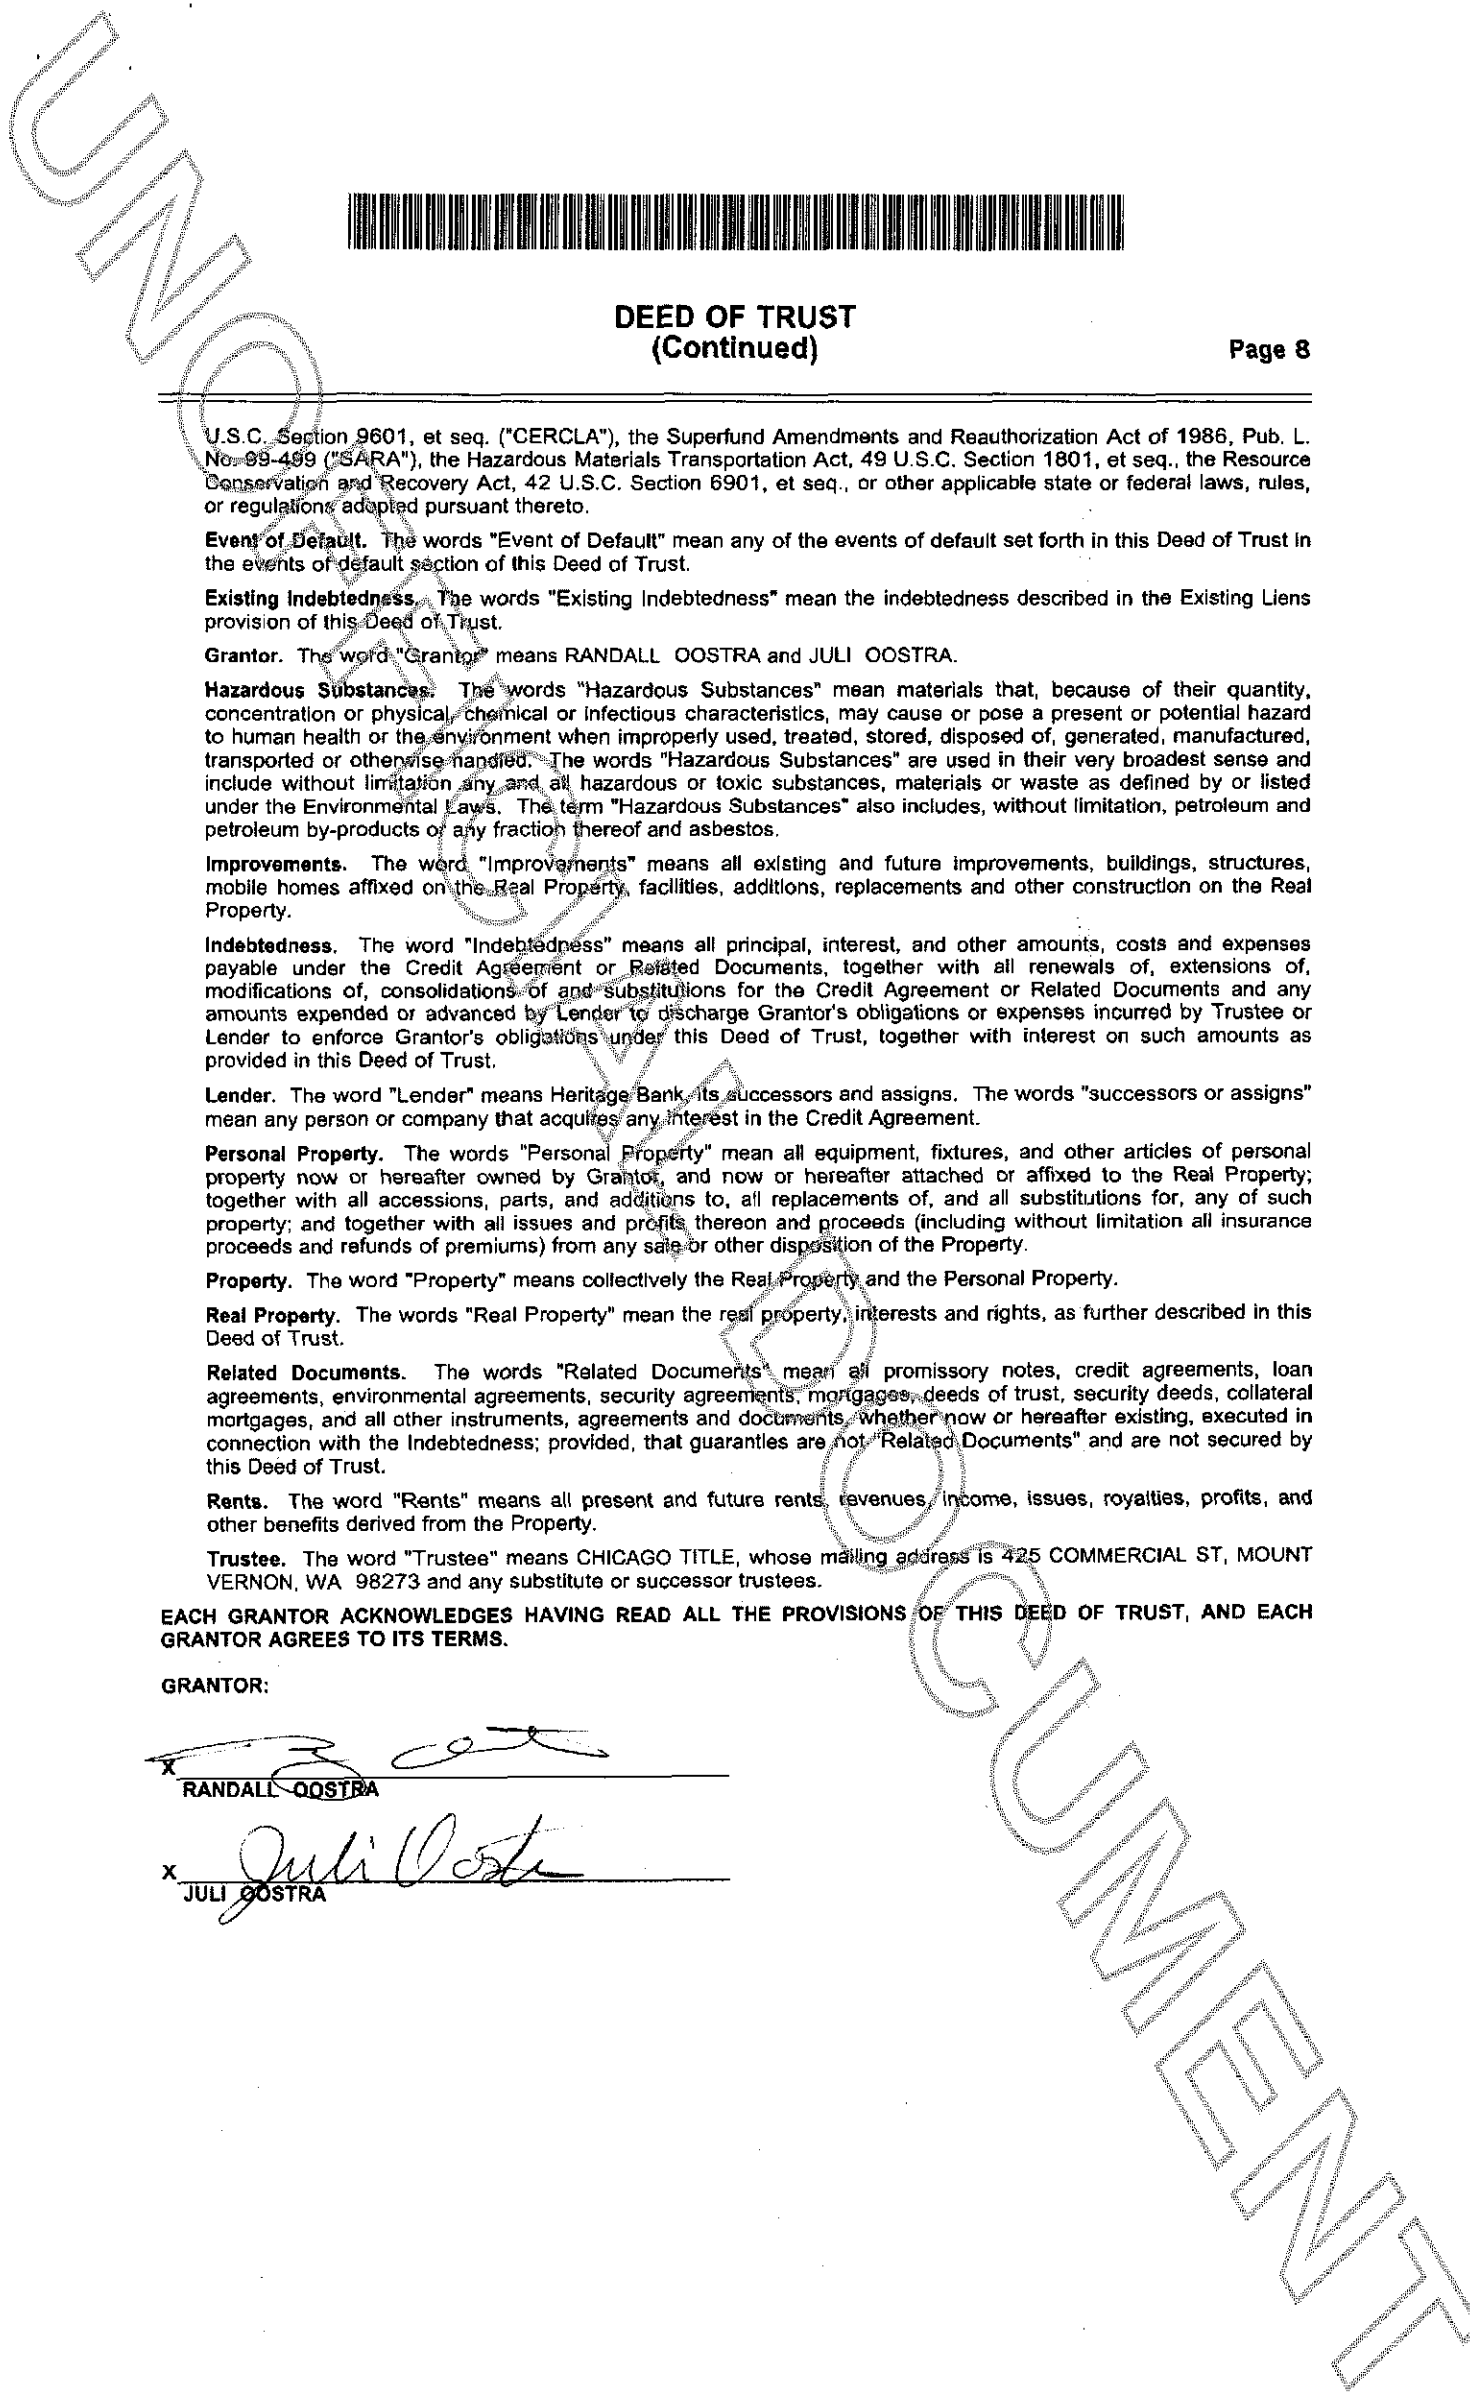 DEED OF TRUST
(Continued)
Page 8
U.S.C. Section 9601, et seq. ("CERCLA"), the Superfund Amendments and Reauthorization Act of 1986, Pub. L.
No. 99-499 ("SARA"), the Hazardous Materials Transportation Act, 49 U.S.C. Section 1801, et seq., the Resource
Conservation and Recovery Act, 42 U.S.C. Section 6901, et seq., or other applicable state or federal laws, rules,
or regulations adopted pursuant thereto.
Event of Default. The words "Event of Default" mean any of the events of default set forth in this Deed of Trust in
the events of default section of this Deed of Trust.
Existing Indebtedness. The words "Existing Indebtedness" mean the indebtedness described in the Existing Liens
provision of this Deed of Trust.
Grantor. The word "Grantor" means RANDALL OOSTRA and JULI OOSTRA.
Hazardous Substances. The words "Hazardous Substances" mean materials that, because of their quantity,
concentration or physical, chemical or infectious characteristics, may cause or pose a present or potential hazard
to human health or the environment when improperly used, treated, stored, disposed of, generated, manufactured,
transported or otherwise handled. The words "Hazardous Substances" are used in their very broadest sense and
include without limitation any and all hazardous or toxic substances, materials or waste as defined by or listed
under the Environmental Laws. The term "Hazardous Substances" also includes, without limitation, petroleum and
petroleum by-products or any fraction thereof and asbestos.
Improvements. The word "Improvements" means all existing and future improvements, buildings, structures,
mobile homes affixed on the Real Property, facilities, additions, replacements and other construction on the Real
Property.
Indebtedness. The word "Indebtedness" means all principal, interest, and other amounts, costs and expenses
payable under the Credit Agreement or Related Documents, together with all renewals of, extensions of,
modifications of, consolidations of and substitutions for the Credit Agreement or Related Documents and any
amounts expended or advanced by Lender to discharge Grantor's obligations or expenses incurred by Trustee or
Lender to enforce Grantor's obligations under this Deed of Trust, together with interest on such amounts as
provided in this Deed of Trust.
Lender. The word "Lender" means Heritage Bank, its successors and assigns. The words "successors or assigns"
mean any person or company that acquires any interest in the Credit Agreement.
Personal Property. The words "Personal Property" mean all equipment, fixtures, and other articles of personal
property now or hereafter owned by Grantor, and now or hereafter attached or affixed to the Real Property;
together with all accessions, parts, and additions to, all replacements of, and all substitutions for, any of such
property; and together with all issues and profits thereon and proceeds (including without limitation all insurance
proceeds and refunds of premiums) from any sale or other disposition of the Property.
Property. The word "Property" means collectively the Real Property and the Personal Property.
Real Property. The words "Real Property" mean the real property, interests and rights, as further described in this
Deed of Trust.
Related Documents. The words "Related Documents" mean all promissory notes, credit agreements, loan
agreements, environmental agreements, security agreements, mortgages, deeds of trust, security deeds, collateral
mortgages, and all other instruments, agreements and documents, whether now or hereafter existing, executed in
connection with the Indebtedness; provided, that guaranties are not "Related Documents" and are not secured by
this Deed of Trust.
Rents. The word "Rents" means all present and future rents, revenues, income, issues, royalties, profits, and
other benefits derived from the Property.
Trustee. The word "Trustee" means CHICAGO TITLE, whose mailing address is 425 COMMERCIAL ST, MOUNT
VERNON, WA 98273 and any substitute or successor trustees.
EACH GRANTOR ACKNOWLEDGES HAVING READ ALL THE PROVISIONS OF THIS DEED OF TRUST, AND EACH
GRANTOR AGREES TO ITS TERMS.
GRANTOR:
X
RANDALL OOSTRA
X Juli Oostra
JULI OOSTRA
UNOFFICIAL DOCUMENT